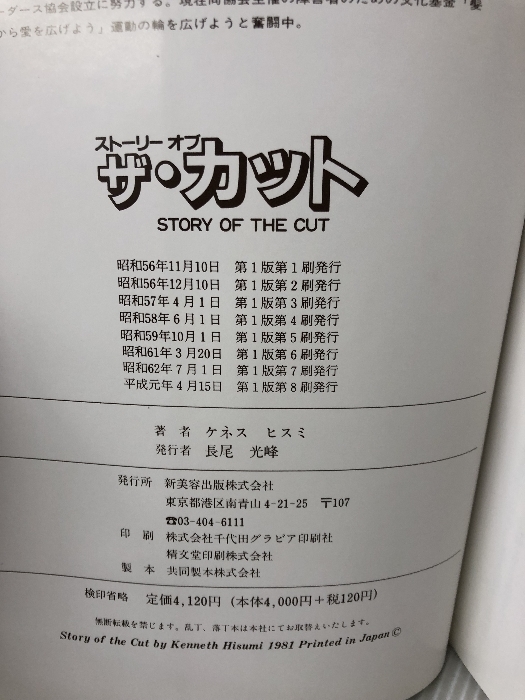 ーダース協会設立に努力する。現在同協会主催の障害者のための文化基金「髪
から愛を広げよう」運動の輪を広げようと奮闘中。
ストーリー オブ
ザ・カット
STORY OF THE CUT
昭和56年11月10日 第1版第1刷発行
昭和56年12月10日 第1版第2刷発行
昭和57年4月1日 第1版第3刷発行
昭和58年6月1日 第1版第4刷発行
昭和59年10月1日 第1版第5刷発行
昭和61年3月20日 第1版第6刷発行
昭和62年7月1日 第1版第7刷発行
平成元年4月15日 第1版第8刷発行
著者 ケネス ヒスミ
発行者 長尾 光峰
発行所 新美容出版株式会社
東京都港区南青山4-21-25 〒107
☎03-404-6111
印刷 株式会社千代田グラビア印刷社
精文堂印刷株式会社
製本 共同製本株式会社
検印省略 定価4,120円(本体4,000円+税120円)
無断転載を禁じます。乱丁、落丁本は本社にてお取替えいたします。
Story of the Cut by Kenneth Hisumi 1981 Printed in Japan©